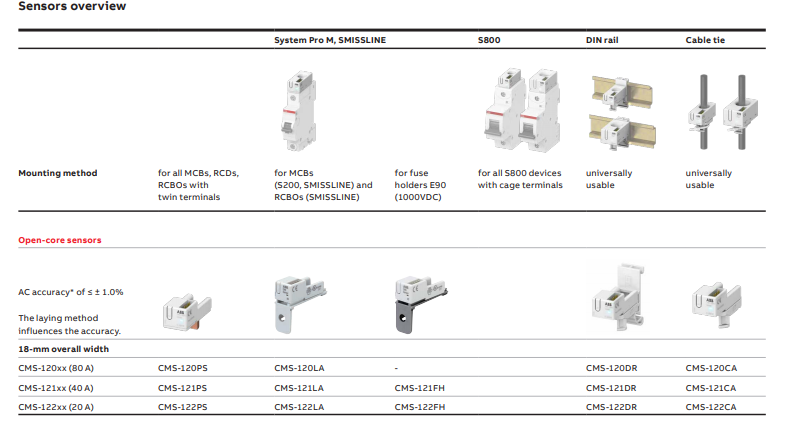 Sensors overview
System Pro M, SMISSLINE
S800
DIN rail
Cable tie
Mounting method
for all MCBs, RCDs,
RCBOs with
twin terminals
for MCBs
(S200, SMISSLINE) and
RCBOs (SMISSLINE)
for fuse
holders E90
(1000VDC)
for all S800 devices
with cage terminals
universally
usable
universally
usable
Open-core sensors
AC accuracy* of ≤ ± 1.0%
The laying method
influences the accuracy.
18-mm overall width
CMS-120xx (80 A) CMS-120PS CMS-120LA - CMS-120DR CMS-120CA
CMS-121xx (40 A) CMS-121PS CMS-121LA CMS-121FH CMS-121DR CMS-121CA
CMS-122xx (20 A) CMS-122PS CMS-122LA CMS-122FH CMS-122DR CMS-122CA